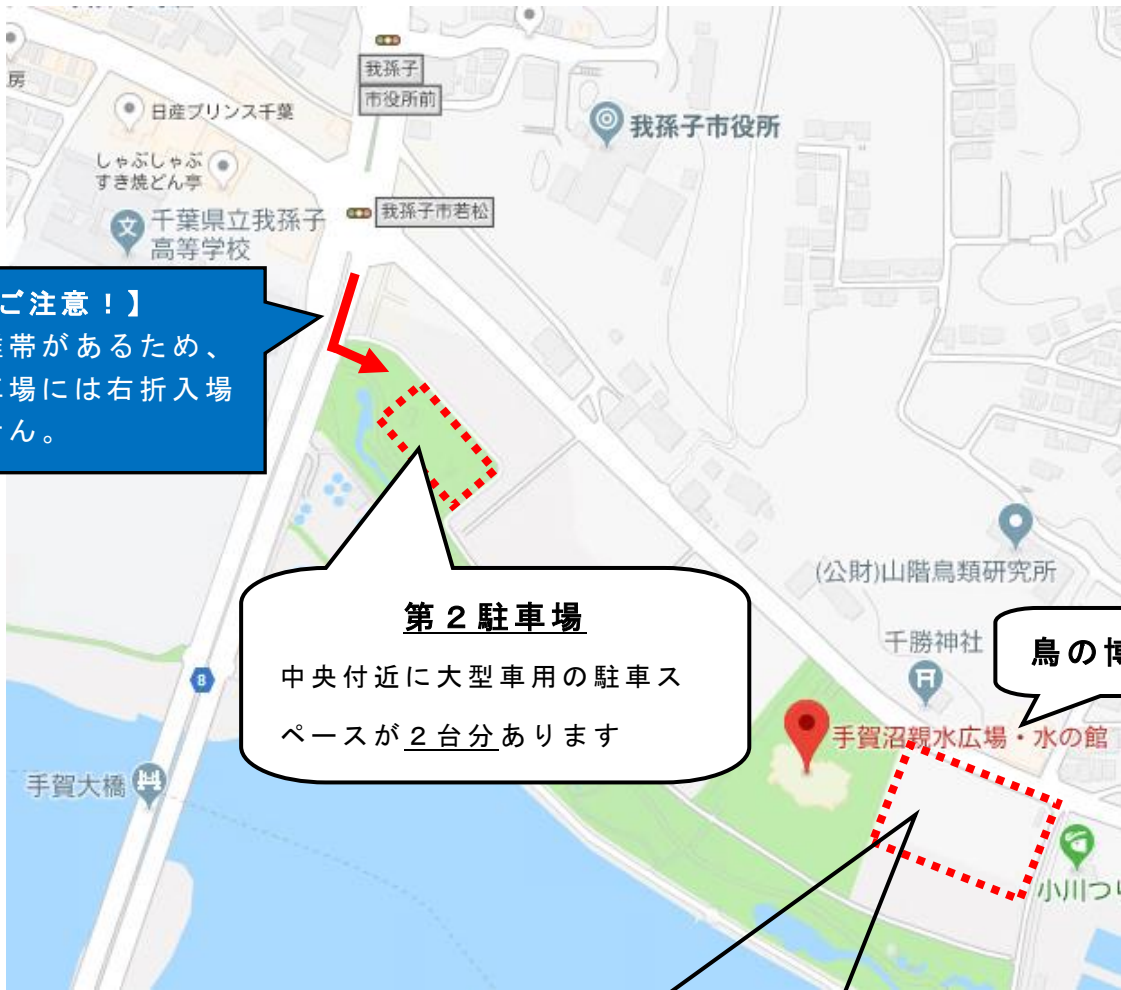 房
我孫子
市役所前
日産プリンス千葉
我孫子市役所
しゃぶしゃぶ
すき焼どん亭
千葉県立我孫子
高等学校
我孫子市若松
ご注意！】
帯があるため、
車場には右折入場
せん。
(公財)山階鳥類研究所
第２駐車場
中央付近に大型車用の駐車ス
ペースが２台分あります
千勝神社
鳥の博
8
手賀沼親水広場・水の館
手賀大橋
小川つり